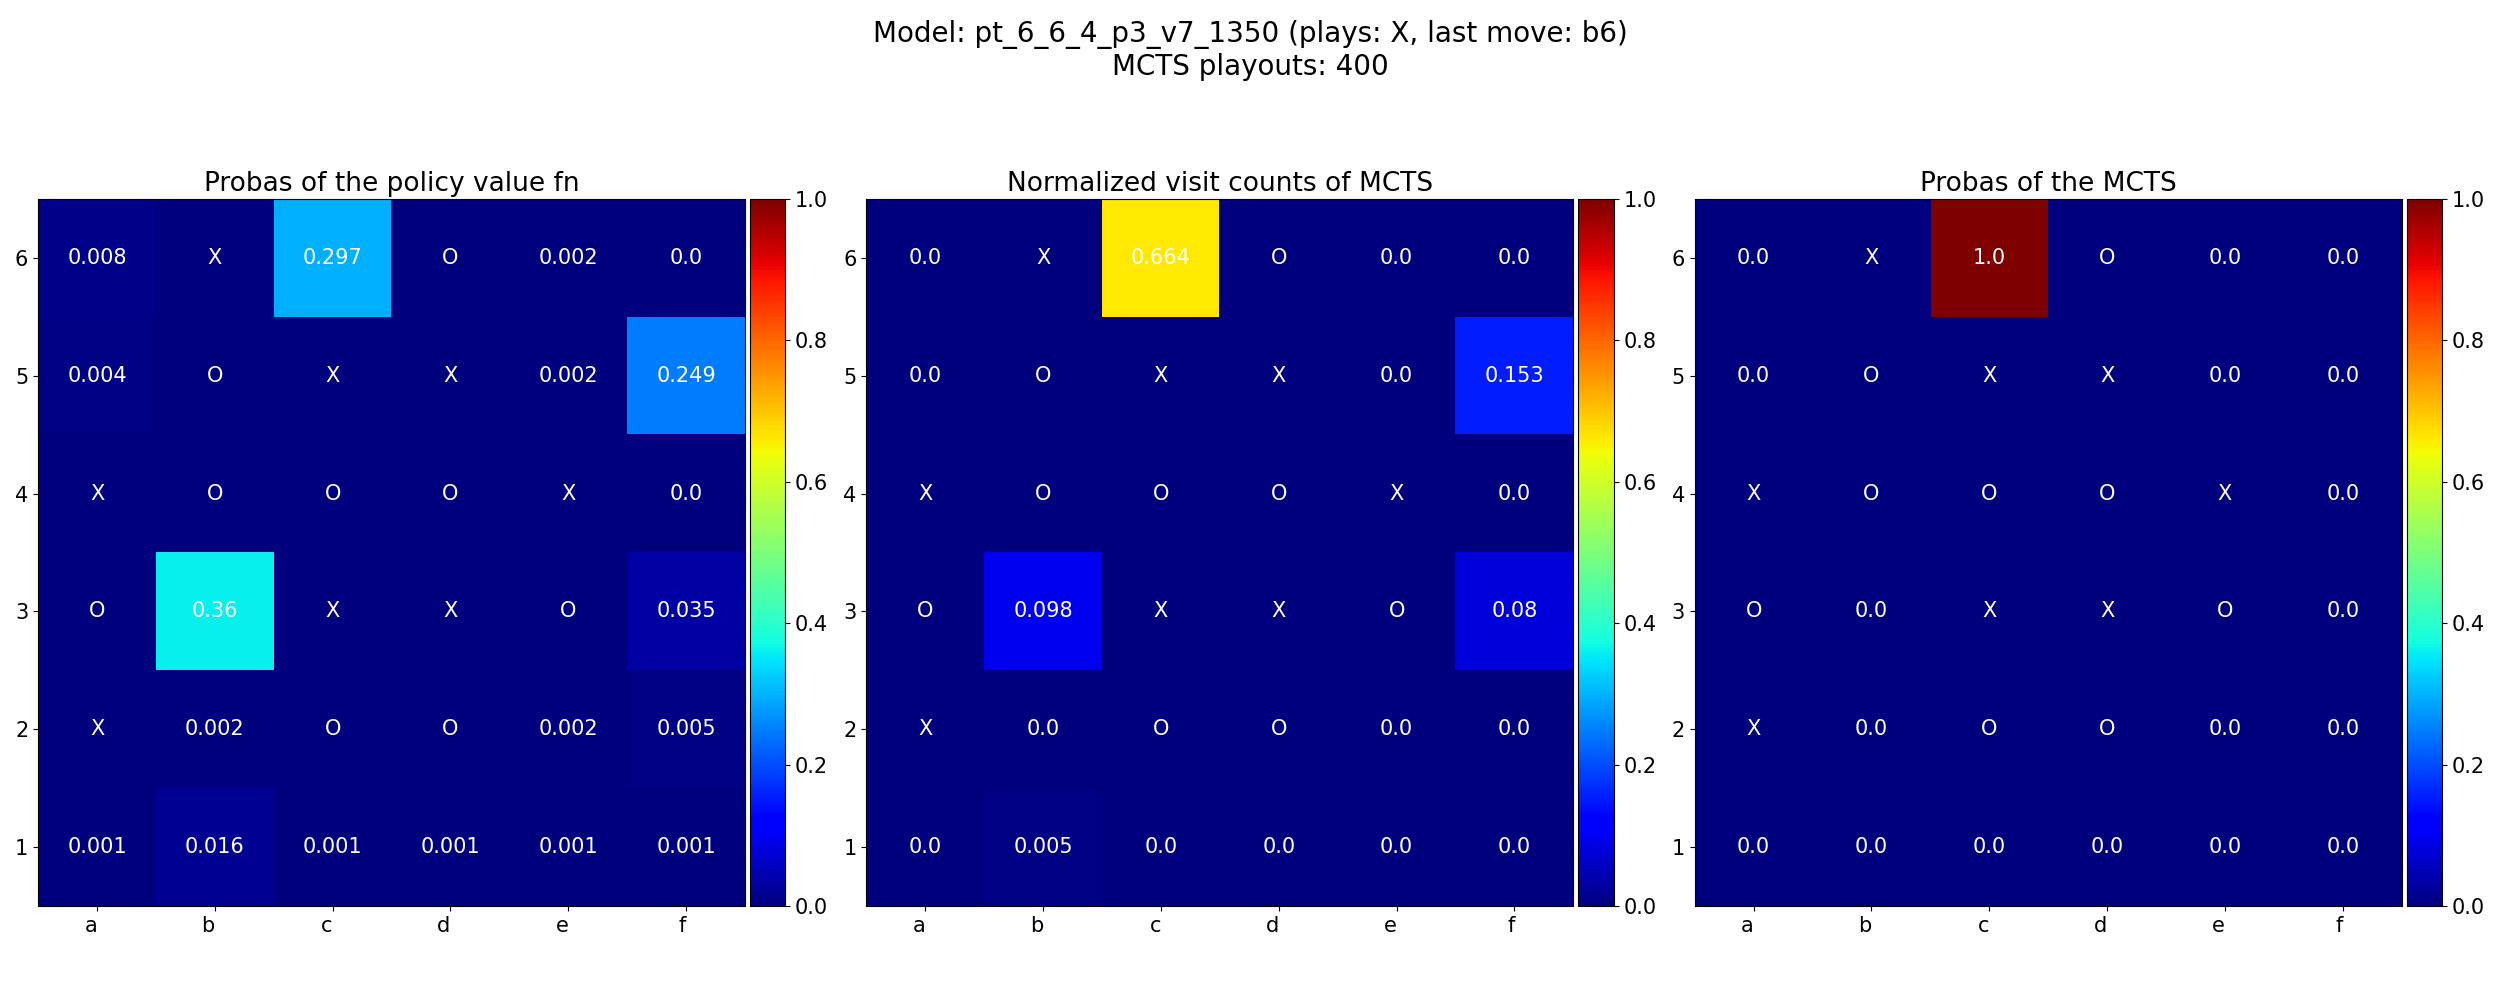 Model: pt_6_6_4_p3_v7_1350 (plays: X, last move: b6)
MCTS playouts: 400
Probas of the policy value fn
6 0.008 X 0.297 O 0.002 0.0
5 0.004 O X X 0.002 0.249
4 X O O O X 0.0
3 O 0.36 X X O 0.035
2 X 0.002 O O 0.002 0.005
1 0.001 0.016 0.001 0.001 0.001 0.001
a b c d e f
1.0
0.8
0.6
0.4
0.2
0.0
Normalized visit counts of MCTS
6 0.0 X 0.664 O 0.0 0.0
5 0.0 O X X 0.0 0.153
4 X O O O X 0.0
3 O 0.098 X X O 0.08
2 X 0.0 O O 0.0 0.0
1 0.0 0.005 0.0 0.0 0.0 0.0
a b c d e f
1.0
0.8
0.6
0.4
0.2
0.0
Probas of the MCTS
6 0.0 X 1.0 O 0.0 0.0
5 0.0 O X X 0.0 0.0
4 X O O O X 0.0
3 O 0.0 X X O 0.0
2 X 0.0 O O 0.0 0.0
1 0.0 0.0 0.0 0.0 0.0 0.0
a b c d e f
1.0
0.8
0.6
0.4
0.2
0.0